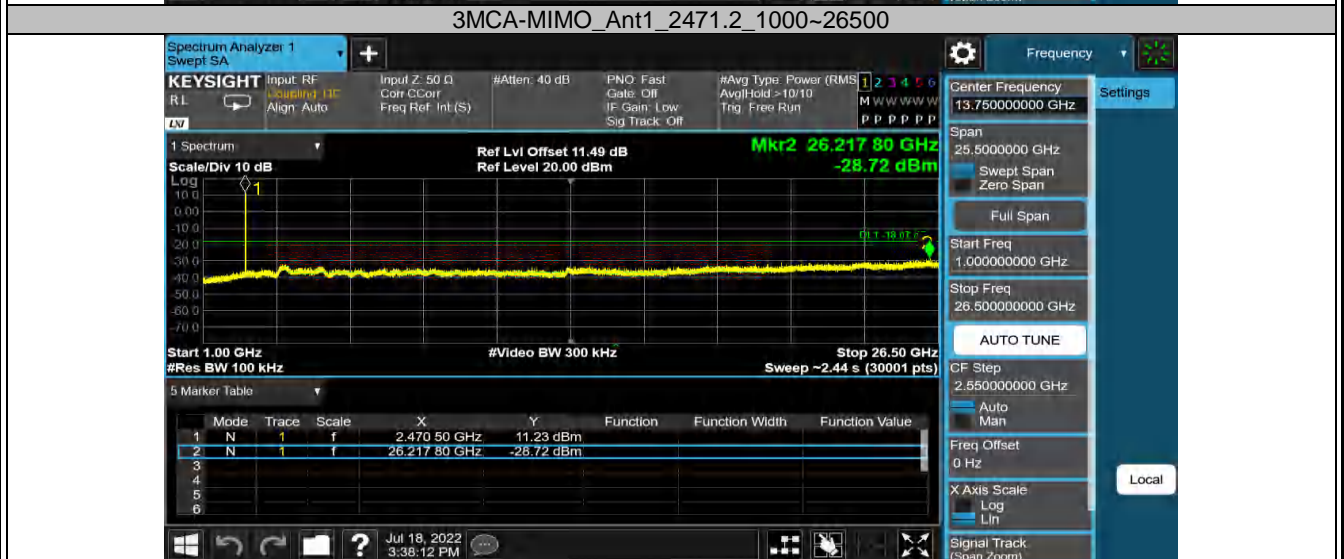 3MCA-MIMO_Ant1_2471.2_1000~26500
Spectrum Analyzer 1
Swept SA
Frequency
KEYSIGHT
RL
LXI
Input: RF
Align: Auto
Input Z: 50 Ω
Corr CCorr
Freq Ref: Int (S)
#Atten: 40 dB
PNO: Fast
Gate: Off
IF Gain: Low
Sig Track: Off
#Avg Type: Power (RMS
Avg|Hold >10/10
Trig: Free Run
1 2 3 4 5 6
M W W W W W
P P P P P P
Center Frequency
13.750000000 GHz
Settings
1 Spectrum
Scale/Div 10 dB
Ref Lvl Offset 11.49 dB
Ref Level 20.00 dBm
Mkr2 26.217 80 GHz
-28.72 dBm
Span
25.5000000 GHz
Swept Span
Zero Span
Full Span
Log
10.0
0.00
-10.0
-20.0
-30.0
-40.0
-50.0
-60.0
-70.0
1
Start Freq
1.000000000 GHz
Stop Freq
26.500000000 GHz
AUTO TUNE
Start 1.00 GHz
#Video BW 300 kHz
Stop 26.50 GHz
#Res BW 100 kHz
Sweep ~2.44 s (30001 pts)
CF Step
2.550000000 GHz
Auto
Man
5 Marker Table
Mode Trace Scale X Y Function Function Width Function Value
1 N 1 f 2.470 50 GHz 11.23 dBm
2 N 1 f 26.217 80 GHz -28.72 dBm
3
4
5
6
Freq Offset
0 Hz
X Axis Scale
Log
Lin
Local
Signal Track
(Span Zoom)
?
Jul 18, 2022
3:38:12 PM